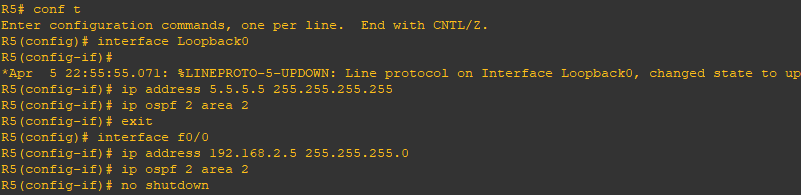 R5# conf t
Enter configuration commands, one per line.  End with CNTL/Z.
R5(config)# interface Loopback0
R5(config-if)#
*Apr  5 22:55:55.071: %LINEPROTO-5-UPDOWN: Line protocol on Interface Loopback0, changed state to up
R5(config-if)# ip address 5.5.5.5 255.255.255.255
R5(config-if)# ip ospf 2 area 2
R5(config-if)# exit
R5(config)# interface f0/0
R5(config-if)# ip address 192.168.2.5 255.255.255.0
R5(config-if)# ip ospf 2 area 2
R5(config-if)# no shutdown